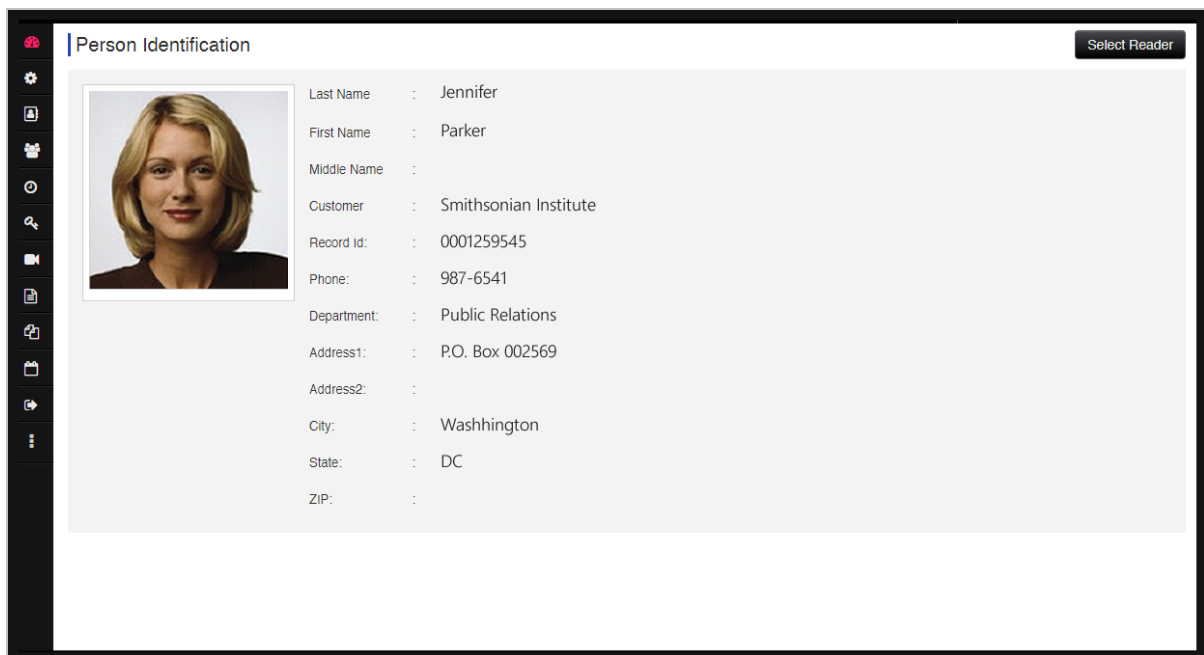 Person Identification
Select Reader
Last Name : Jennifer
First Name : Parker
Middle Name :
Customer : Smithsonian Institute
Record Id: : 0001259545
Phone: : 987-6541
Department: : Public Relations
Address1: : P.O. Box 002569
Address2: :
City: : Washhington
State: : DC
ZIP: :